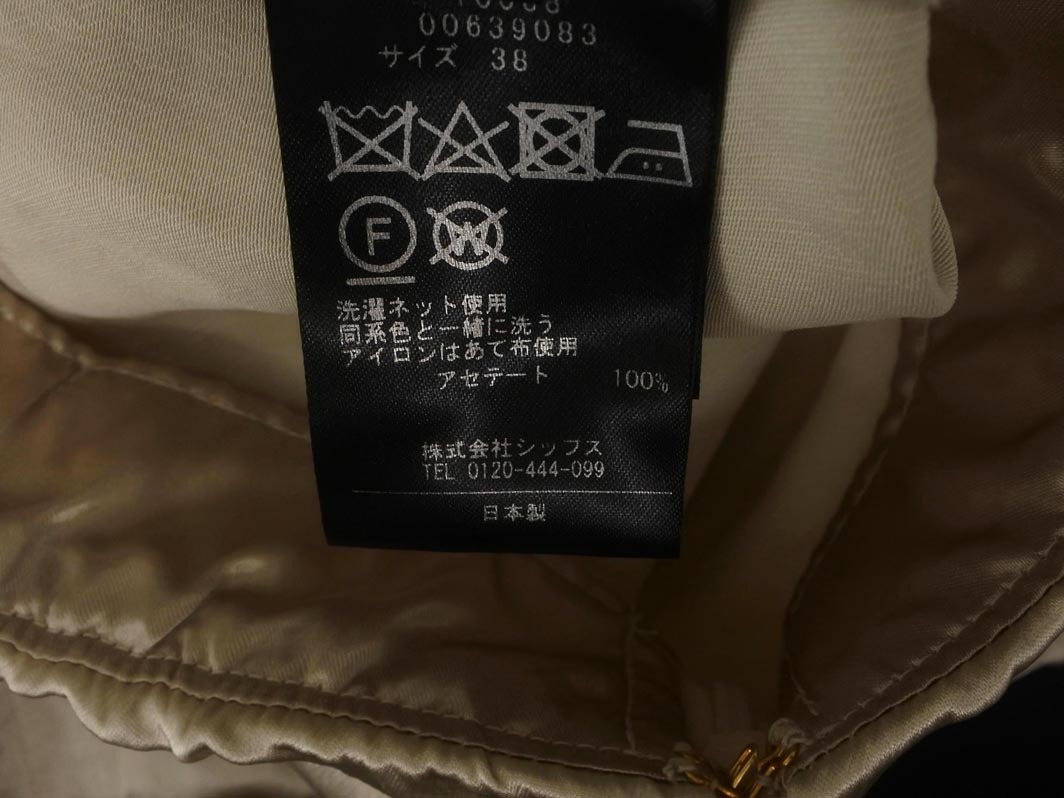 00639083
サイズ 38
F
W
洗濯ネット使用
同系色と一緒に洗う
アイロンはあて布使用
アセテート 100%
株式会社シップス
TEL 0120-444-099
日本製